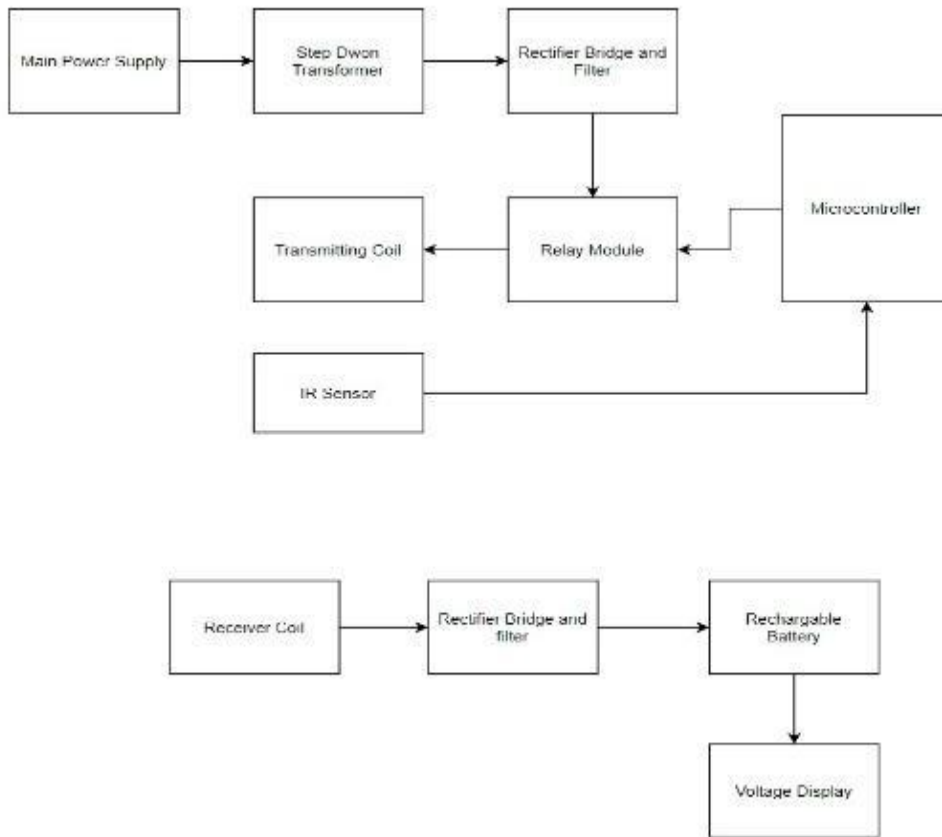 Main Power Supply
Step Dwon
Transformer
Rectifier Bridge and
Filter
Microcontroller
Transmitting Coil
Relay Module
IR Sensor
Receiver Coil
Rectifier Bridge and
filter
Rechargable
Battery
Voltage Display